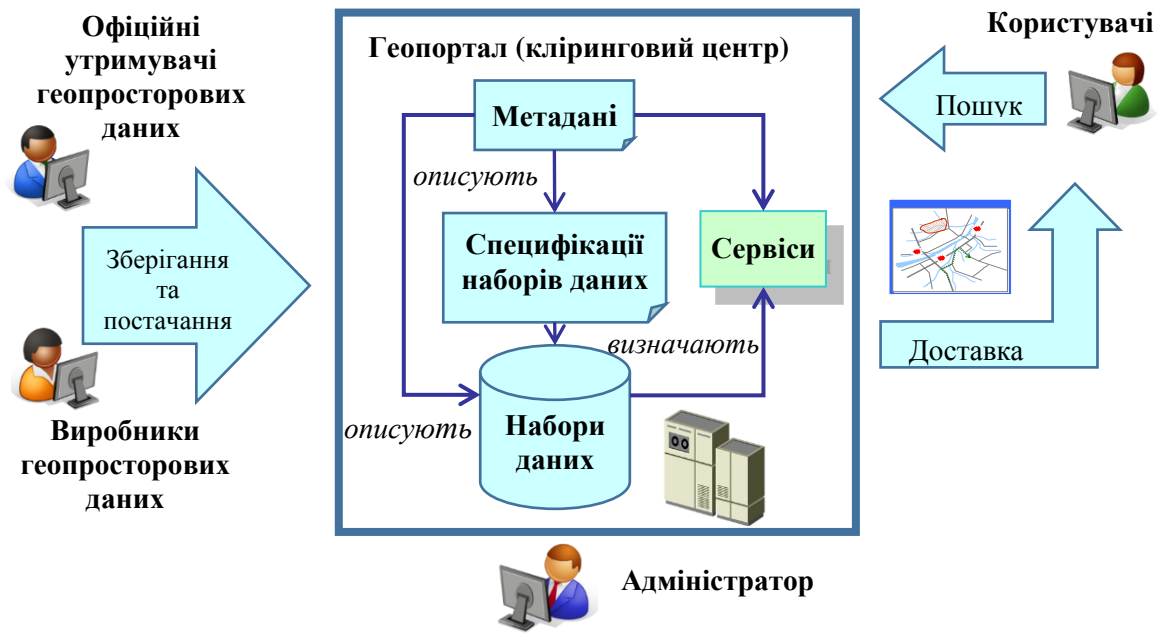 Офіційні
утримувачі
геопросторових
даних
Зберігання
та
постачання
Виробники
геопросторових
даних
Геопортал (кліринговий центр)
Метадані
описують
Специфікації
наборів даних
Сервіси
визначають
описують
Набори
даних
Адміністратор
Користувачі
Пошук
Доставка